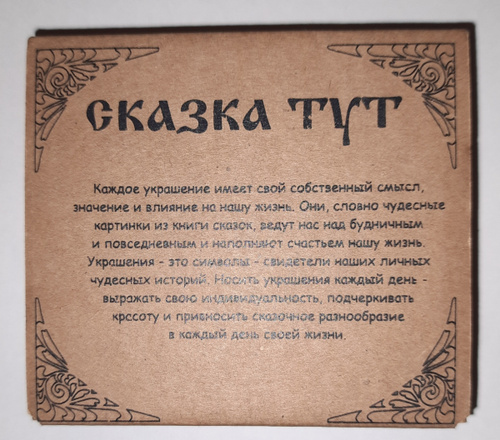 СКАЗКА ТУТ
Каждое украшение имеет свой собственный смысл,
значение и влияние на нашу жизнь. Они, словно чудесные
картинки из книги сказок, ведут нас над будничным
и повседневным и наполняют счастьем нашу жизнь.
Украшения - это символы - свидетели наших личных
чудесных историй. Носить украшения каждый день -
выражать свою индивидуальность, подчеркивать
крссоту и привносить сказочное разнообразие
в каждый день своей жизни.